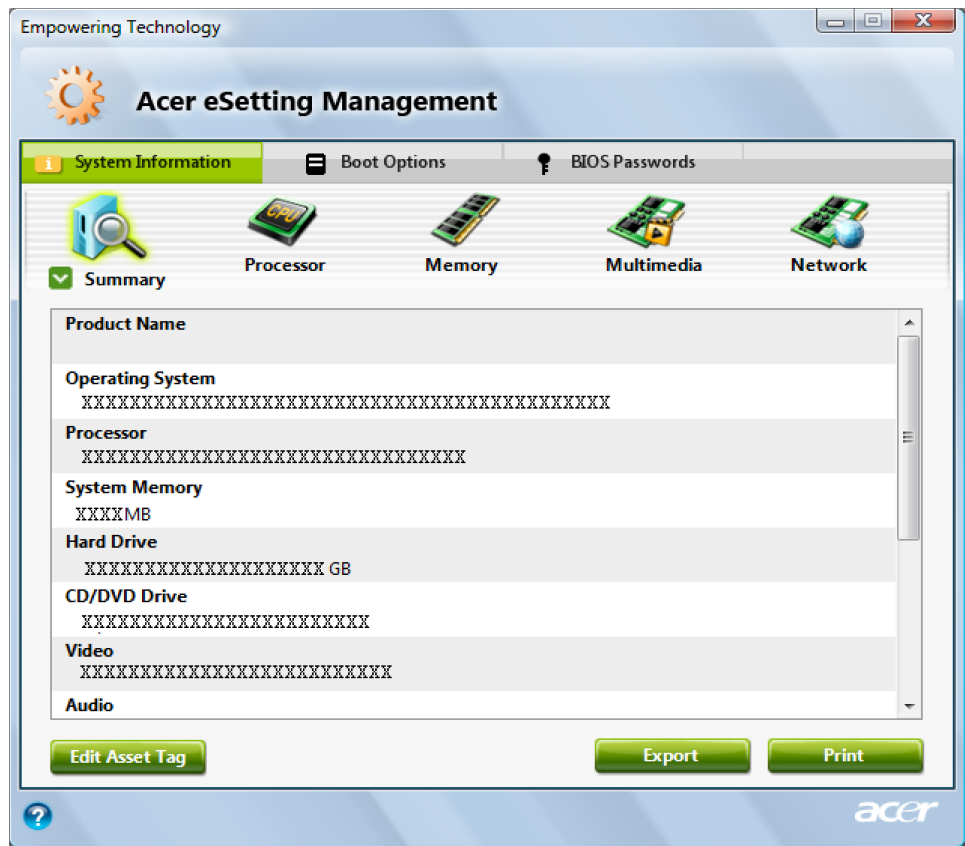 Empowering Technology
Acer eSetting Management
System Information
Boot Options
BIOS Passwords
CPU
Summary
Processor
Memory
Multimedia
Network
Product Name
Operating System
XXXXXXXXXXXXXXXXXXXXXXXXXXXXXXXXXXXXXXXXXXXX
Processor
XXXXXXXXXXXXXXXXXXXXXXXXXXXXXXXX
System Memory
XXXXMB
Hard Drive
XXXXXXXXXXXXXXXXXXXX GB
CD/DVD Drive
XXXXXXXXXXXXXXXXXXXXXXXX
Video
XXXXXXXXXXXXXXXXXXXXXXXXXX
Audio
Edit Asset Tag
Export
Print
?
acer